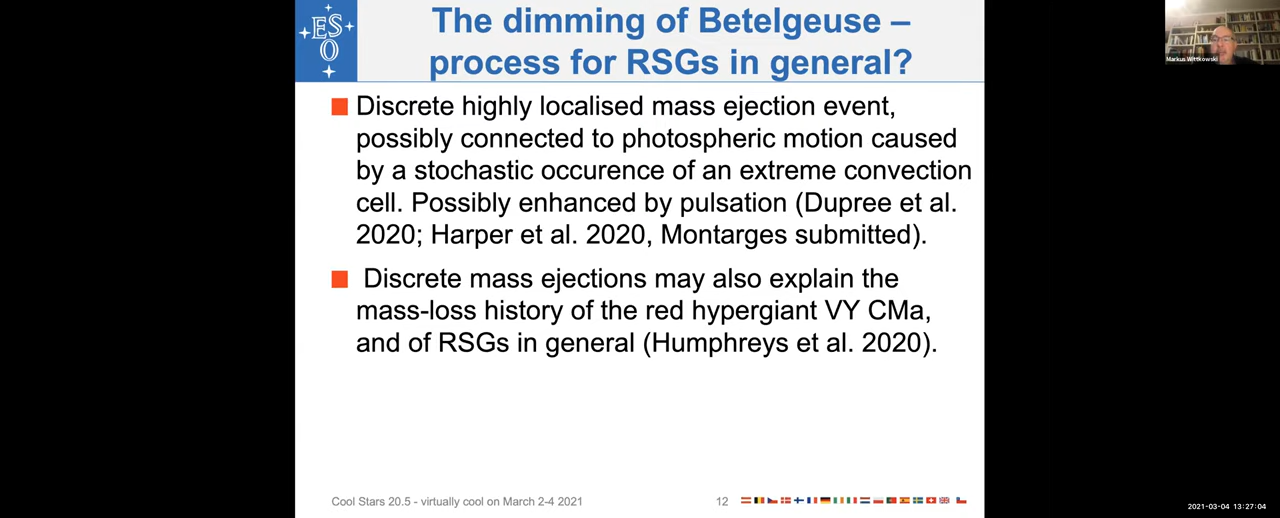 ESO
The dimming of Betelgeuse –
process for RSGs in general?
Markus Wittkowski
Discrete highly localised mass ejection event,
possibly connected to photospheric motion caused
by a stochastic occurence of an extreme convection
cell. Possibly enhanced by pulsation (Dupree et al.
2020; Harper et al. 2020, Montarges submitted).
Discrete mass ejections may also explain the
mass-loss history of the red hypergiant VY CMa,
and of RSGs in general (Humphreys et al. 2020).
Cool Stars 20.5 - virtually cool on March 2-4 2021
12
2021-03-04 13:27:04